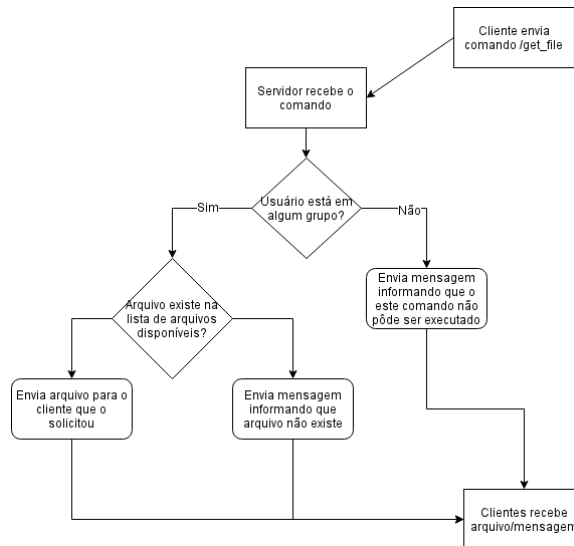 Cliente envia
comando /get_file
Servidor recebe o
comando
Usuário está em
algum grupo?
Sim
Não
Arquivo existe na
lista de arquivos
disponíveis?
Envia mensagem
informando que o
este comando não
pôde ser executado
Envia arquivo para o
cliente que o
solicitou
Envia mensagem
informando que
arquivo não existe
Clientes recebe
arquivo/mensagem